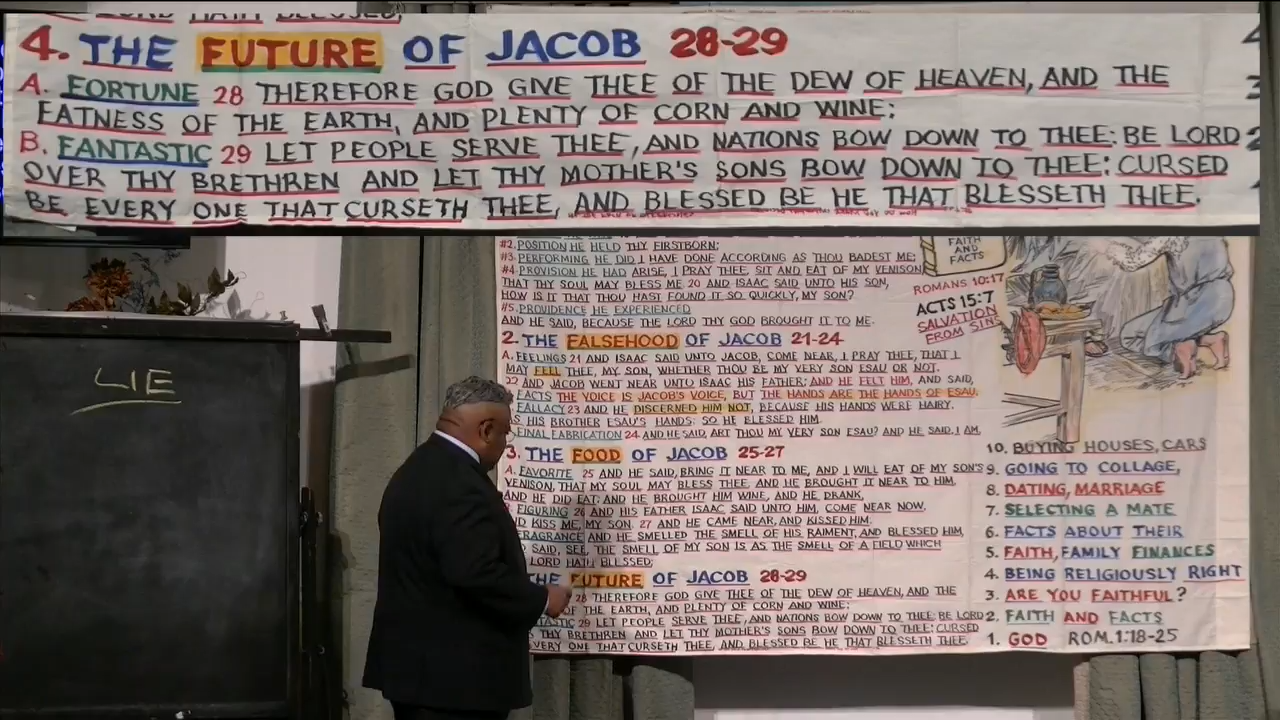 LORD HATH BLESSED;
4. THE FUTURE OF JACOB 28-29
A. FORTUNE 28 THEREFORE GOD GIVE THEE OF THE DEW OF HEAVEN, AND THE
FATNESS OF THE EARTH, AND PLENTY OF CORN AND WINE:
B. FANTASTIC 29 LET PEOPLE SERVE THEE, AND NATIONS BOW DOWN TO THEE: BE LORD
OVER THY BRETHREN AND LET THY MOTHER'S SONS BOW DOWN TO THEE: CURSED
BE EVERY ONE THAT CURSETH THEE, AND BLESSED BE HE THAT BLESSETH THEE.
LIE
#2. POSITION HE HELD THY FIRSTBORN;
#3. PERFORMING HE DID I HAVE DONE ACCORDING AS THOU BADEST ME;
#4. PROVISION HE HAD ARISE, I PRAY THEE, SIT AND EAT OF MY VENISON
THAT THY SOUL MAY BLESS ME 20 AND ISAAC SAID UNTO HIS SON,
HOW IS IT THAT THOU HAST FOUND IT SO QUICKLY, MY SON?
#5. PROVIDENCE HE EXPERIENCED
AND HE SAID, BECAUSE THE LORD THY GOD BROUGHT IT TO ME.
2. THE FALSEHOOD OF JACOB 21-24
A. FEELINGS 21 AND ISAAC SAID UNTO JACOB, COME NEAR, I PRAY THEE, THAT I
MAY FEEL THEE, MY SON, WHETHER THOU BE MY VERY SON ESAU OR NOT.
22 AND JACOB WENT NEAR UNTO ISAAC HIS FATHER; AND HE FELT HIM, AND SAID,
FACTS THE VOICE IS JACOB'S VOICE, BUT THE HANDS ARE THE HANDS OF ESAU.
FALLACY 23 AND HE DISCERNED HIM NOT, BECAUSE HIS HANDS WERE HAIRY.
AS HIS BROTHER ESAU'S HANDS: SO HE BLESSED HIM.
FINAL FABRICATION 24 AND HE SAID, ART THOU MY VERY SON ESAU? AND HE SAID, I AM.
3. THE FOOD OF JACOB 25-27
A. FAVORITE 25 AND HE SAID, BRING IT NEAR TO ME, AND I WILL EAT OF MY SON'S
VENISON, THAT MY SOUL MAY BLESS THEE. AND HE BROUGHT IT NEAR TO HIM,
AND HE DID EAT: AND HE BROUGHT HIM WINE, AND HE DRANK.
FIGURING 26 AND HIS FATHER ISAAC SAID UNTO HIM, COME NEAR NOW,
AND KISS ME, MY SON. 27 AND HE CAME NEAR, AND KISSED HIM.
FRAGRANCE AND HE SMELLED THE SMELL OF HIS RAIMENT, AND BLESSED HIM,
SAID, SEE, THE SMELL OF MY SON IS AS THE SMELL OF A FIELD WHICH
LORD HATH BLESSED;
THE FUTURE OF JACOB 28-29
28 THEREFORE GOD GIVE THEE OF THE DEW OF HEAVEN, AND THE
OF THE EARTH, AND PLENTY OF CORN AND WINE:
TASTIC 29 LET PEOPLE SERVE THEE, AND NATIONS BOW DOWN TO THEE: BE LORD
THY BRETHREN AND LET THY MOTHER'S SONS BOW DOWN TO THEE: CURSED
VERY ONE THAT CURSETH THEE, AND BLESSED BE HE THAT BLESSETH THEE.
FAITH
AND
FACTS
ROMANS 10:17
ACTS 15:7
SALVATION
FROM SINS
10. BUYING HOUSES, CARS
9. GOING TO COLLAGE,
8. DATING, MARRIAGE
7. SELECTING A MATE
6. FACTS ABOUT THEIR
5. FAITH, FAMILY FINANCES
4. BEING RELIGIOUSLY RIGHT
3. ARE YOU FAITHFUL?
2. FAITH AND FACTS
1. GOD ROM. 1:18-25